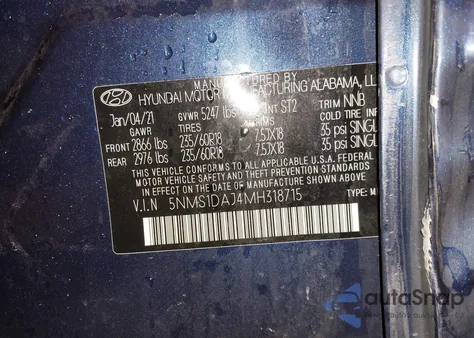 MANUFACTURED BY
HYUNDAI MOTOR MANUFACTURING ALABAMA, LL
Jan/04/21 GVWR 5247 lbs ST2 TRIM NNB
GAWR TIRES RIMS COLD TIRE
FRONT 2866 lbs 235/60R18 7.5JX18 35 psi SINGL
REAR 2976 lbs 235/60R18 7.5JX18 35 psi SINGL
THIS VEHICLE CONFORMS TO ALL APPLICABLE U.S. FEDERAL
MOTOR VEHICLE SAFETY AND THEFT PREVENTION STANDARDS
IN EFFECT ON THE DATE OF MANUFACTURE SHOWN ABOVE.
V.I.N 5NMS1DAJ4MH318715 TYPE: M
autoSnap